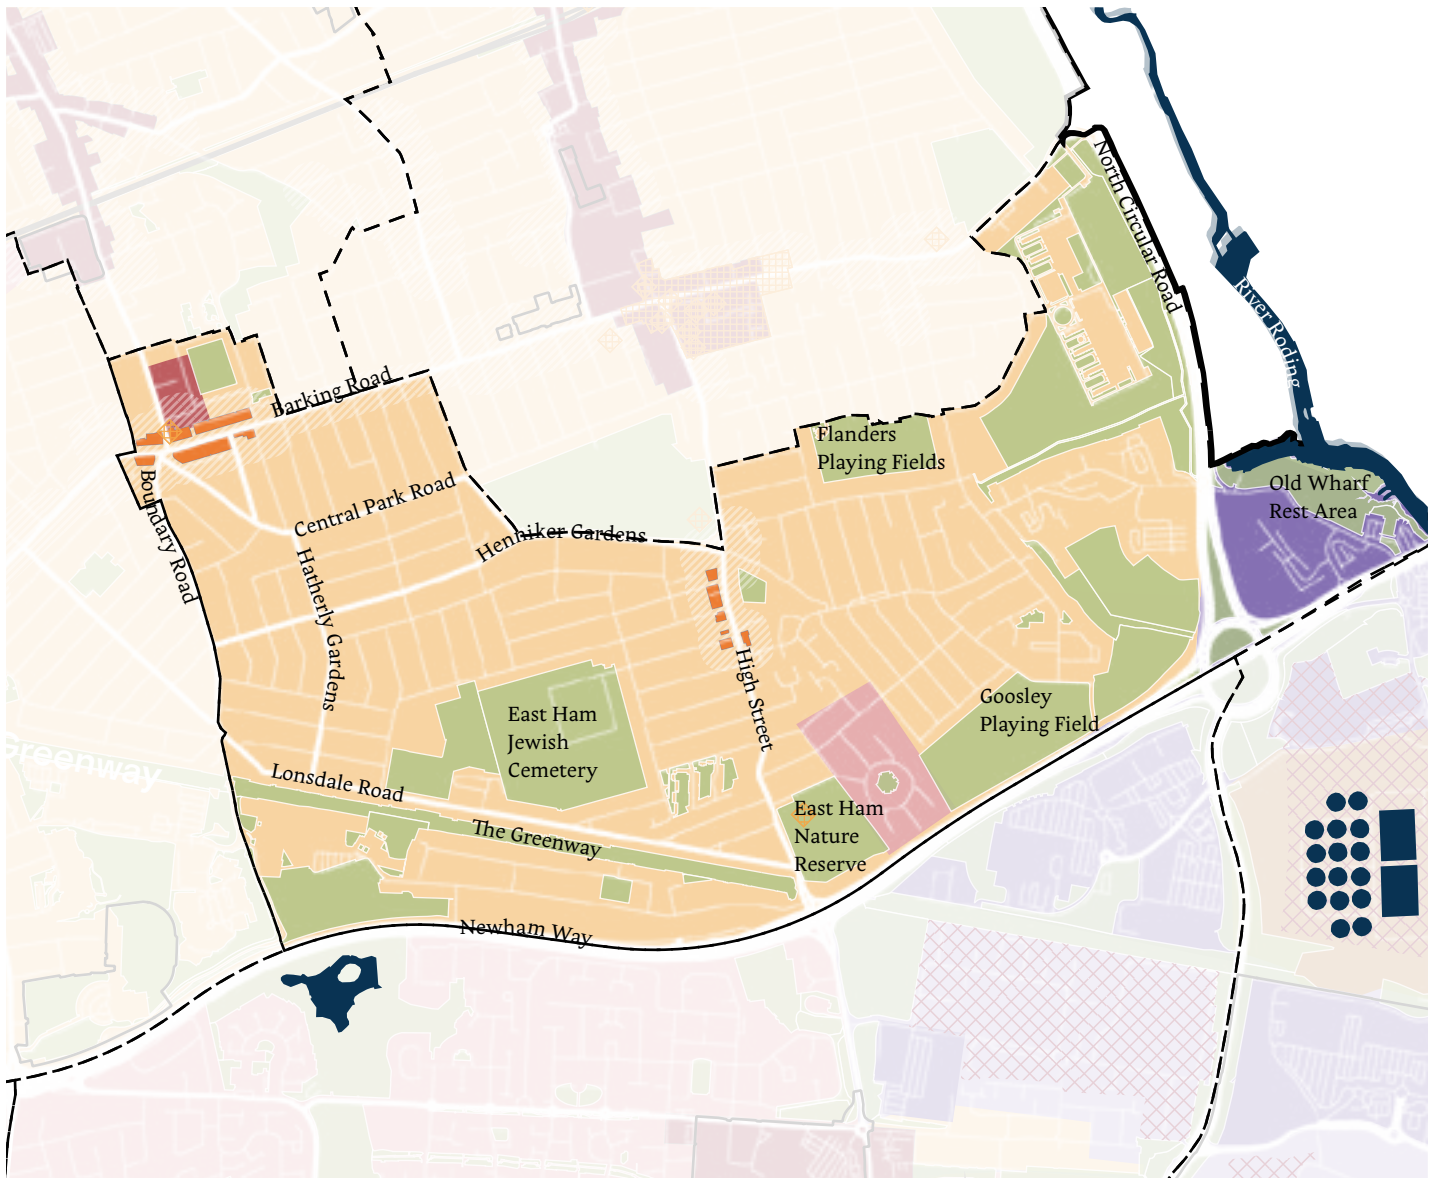 North Circular Road
River Roding
Barking Road
Flanders
Playing Fields
Boundary Road
Central Park Road
Old Wharf
Rest Area
Henniker Gardens
Hatherly Gardens
High Street
Goosley
Playing Field
East Ham
Jewish
Cemetery
Greenway
Lonsdale Road
The Greenway
East Ham
Nature
Reserve
Newham Way